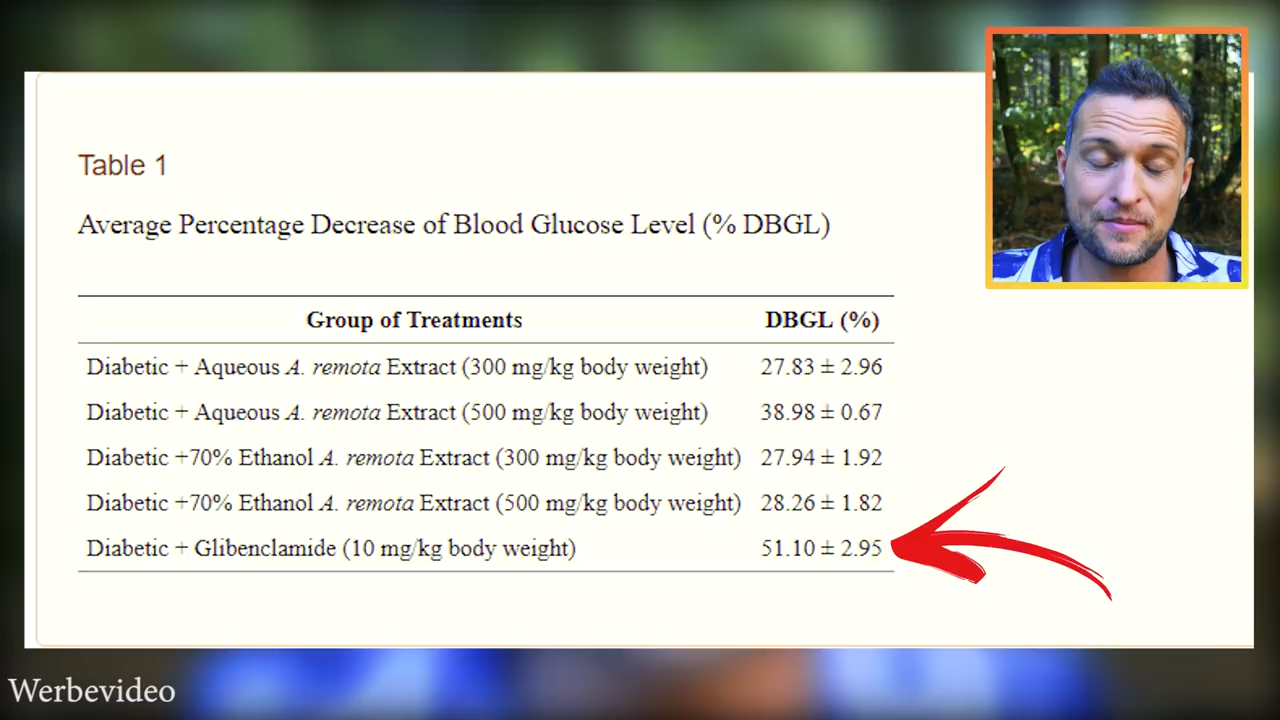 Table 1
Average Percentage Decrease of Blood Glucose Level (% DBGL)
Group of Treatments DBGL (%)
Diabetic + Aqueous A. remota Extract (300 mg/kg body weight) 27.83 ± 2.96
Diabetic + Aqueous A. remota Extract (500 mg/kg body weight) 38.98 ± 0.67
Diabetic +70% Ethanol A. remota Extract (300 mg/kg body weight) 27.94 ± 1.92
Diabetic +70% Ethanol A. remota Extract (500 mg/kg body weight) 28.26 ± 1.82
Diabetic + Glibenclamide (10 mg/kg body weight) 51.10 ± 2.95
Werbevideo